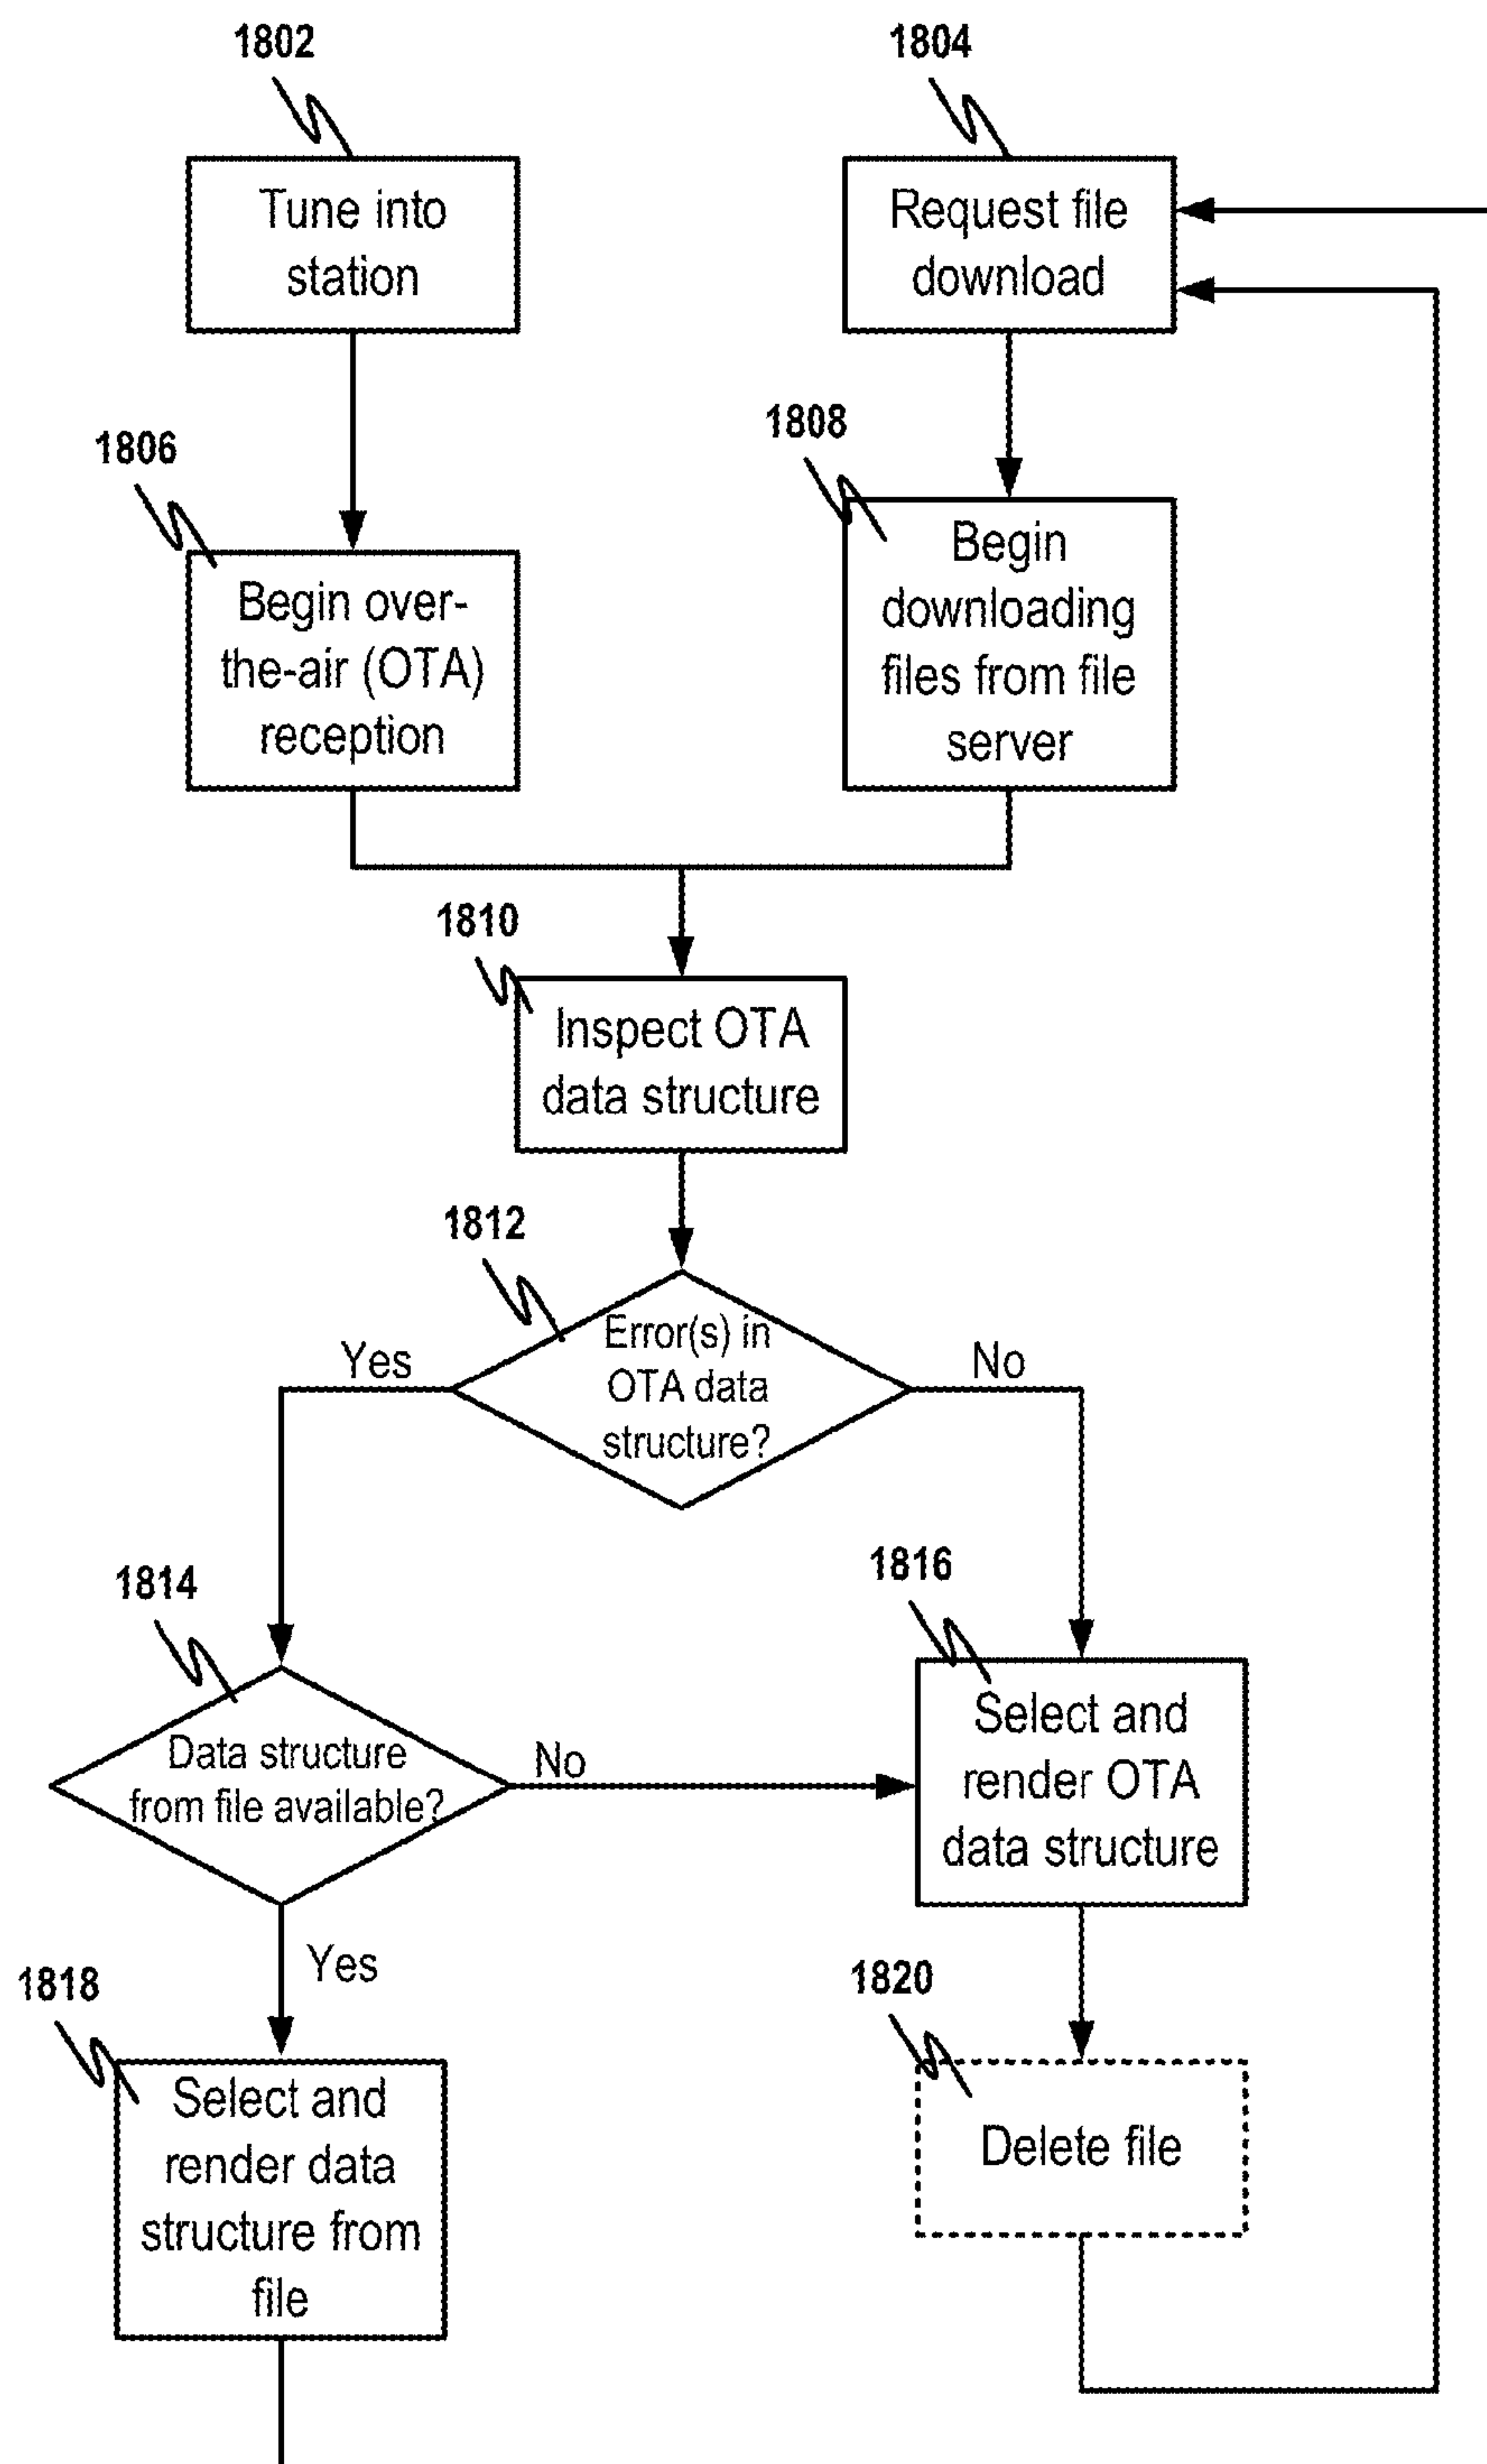 1802
1804
Tune into
station
Request file
download
1806
1808
Begin over-
the-air (OTA)
reception
Begin
downloading
files from file
server
1810
Inspect OTA
data structure
1812
Error(s) in
OTA data
structure?
Yes
No
1814
1816
Data structure
from file available?
No
Select and
render OTA
data structure
Yes
1818
1820
Select and
render data
structure from
file
Delete file